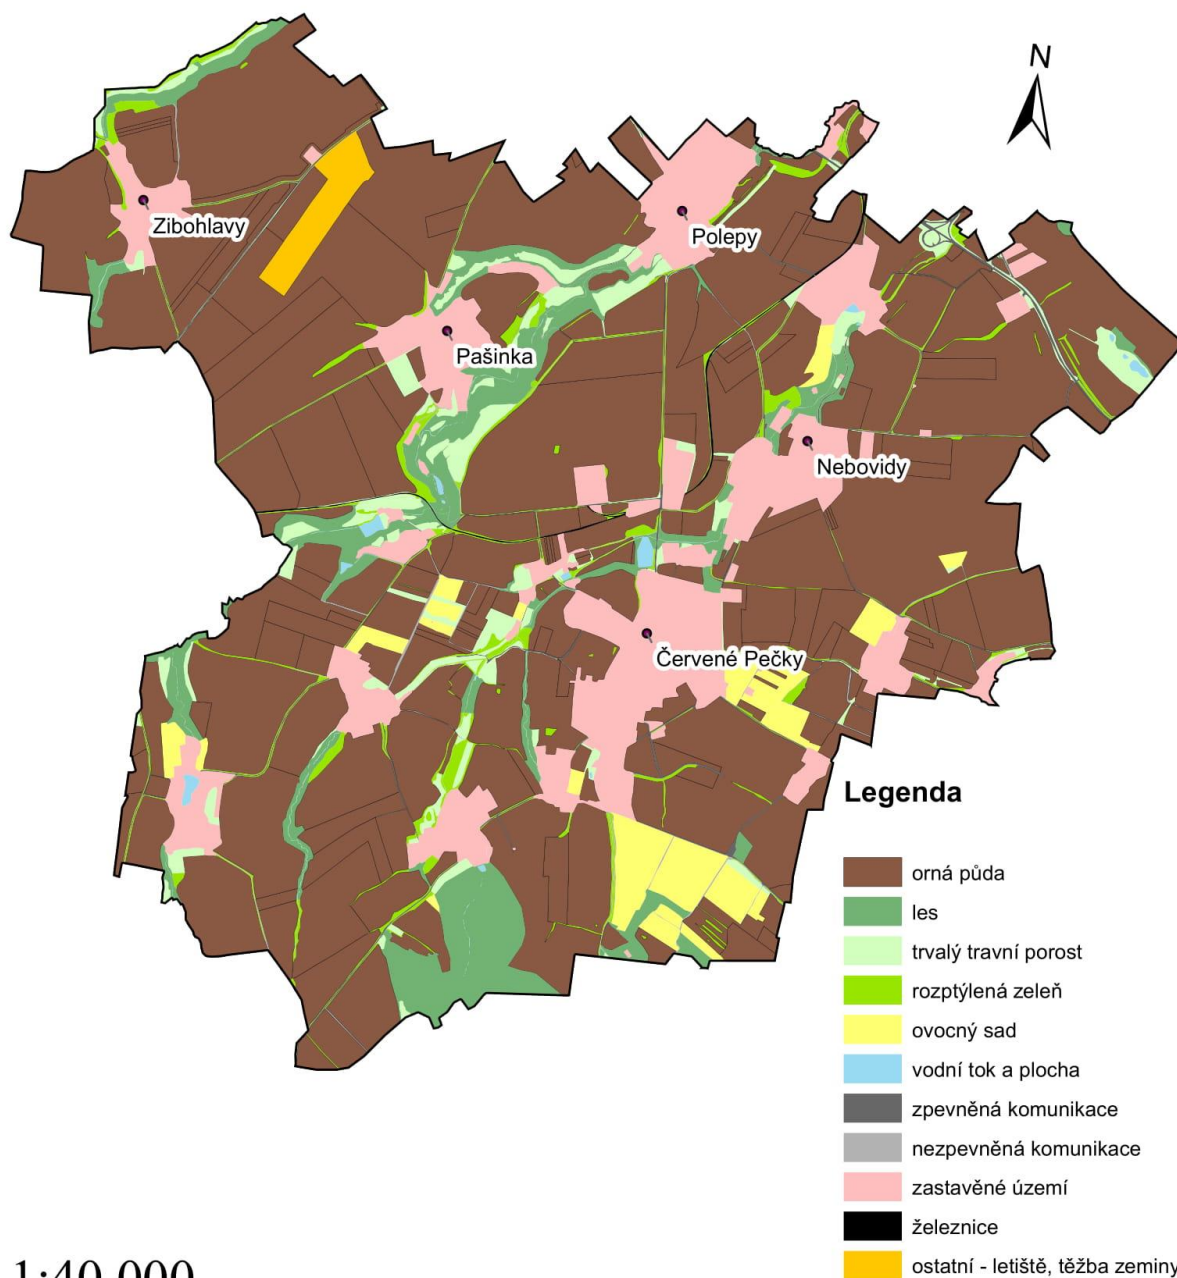 N
Zibohlavy
Polepy
Pašinka
Nebovidy
Červené Pečky
Legenda
orná půda
les
trvalý travní porost
rozptýlená zeleň
ovocný sad
vodní tok a plocha
zpevněná komunikace
nezpevněná komunikace
zastavěné území
železnice
ostatní - letiště, těžba zeminy
1:40 000